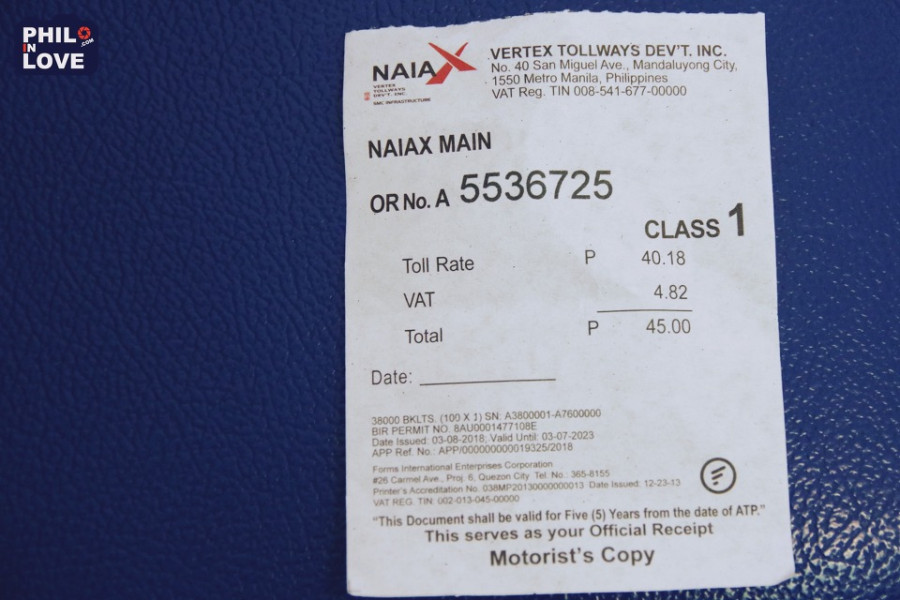 PHIL
IN .COM
LOVE
NAIAX
VERTEX
TOLLWAYS
DEV'T. INC.
SMC INFRASTRUCTURE
VERTEX TOLLWAYS DEV'T. INC.
No. 40 San Miguel Ave., Mandaluyong City,
1550 Metro Manila, Philippines
VAT Reg. TIN 008-541-677-00000
NAIAX MAIN
OR No. A 5536725
CLASS 1
Toll Rate P 40.18
VAT 4.82
Total P 45.00
Date:
38000 BKLTS. (100 X 1) SN: A3800001-A7600000
BIR PERMIT NO. 8AU0001477108E
Date Issued: 03-08-2018; Valid Until: 03-07-2023
APP Ref. No.: APP/000000000019325/2018
Forms International Enterprises Corporation
#26 Carmel Ave., Proj. 6, Quezon City Tel. No.: 365-8155
Printer's Accreditation No. 038MP20130000000013 Date Issued: 12-23-13
VAT REG. TIN: 002-013-045-00000
"This Document shall be valid for Five (5) Years from the date of ATP."
This serves as your Official Receipt
Motorist's Copy